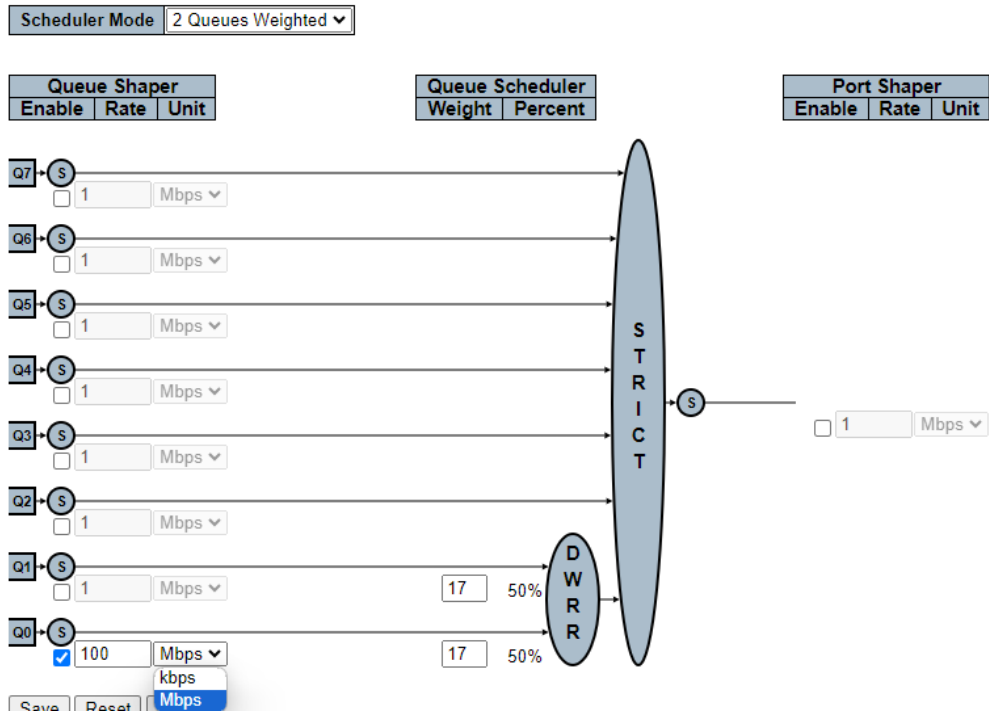 Scheduler Mode 2 Queues Weighted
Queue Shaper Queue Scheduler Port Shaper
Enable Rate Unit Weight Percent Enable Rate Unit
Q7 S
1 Mbps
Q6 S
1 Mbps
Q5 S
1 Mbps
Q4 S
1 Mbps
Q3 S
1 Mbps
Q2 S
1 Mbps
Q1 S
1 Mbps 17 50%
Q0 S
100 Mbps 17 50%
kbps
Mbps
DWRR
STRICT
S
1 Mbps
Save Reset